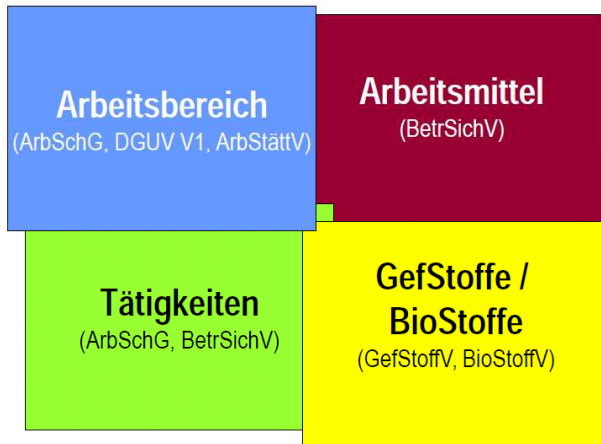 Arbeitsbereich
(ArbSchG, DGUV V1, ArbStättV)
Arbeitsmittel
(BetrSichV)
Tätigkeiten
(ArbSchG, BetrSichV)
GefStoffe /
BioStoffe
(GefStoffV, BioStoffV)